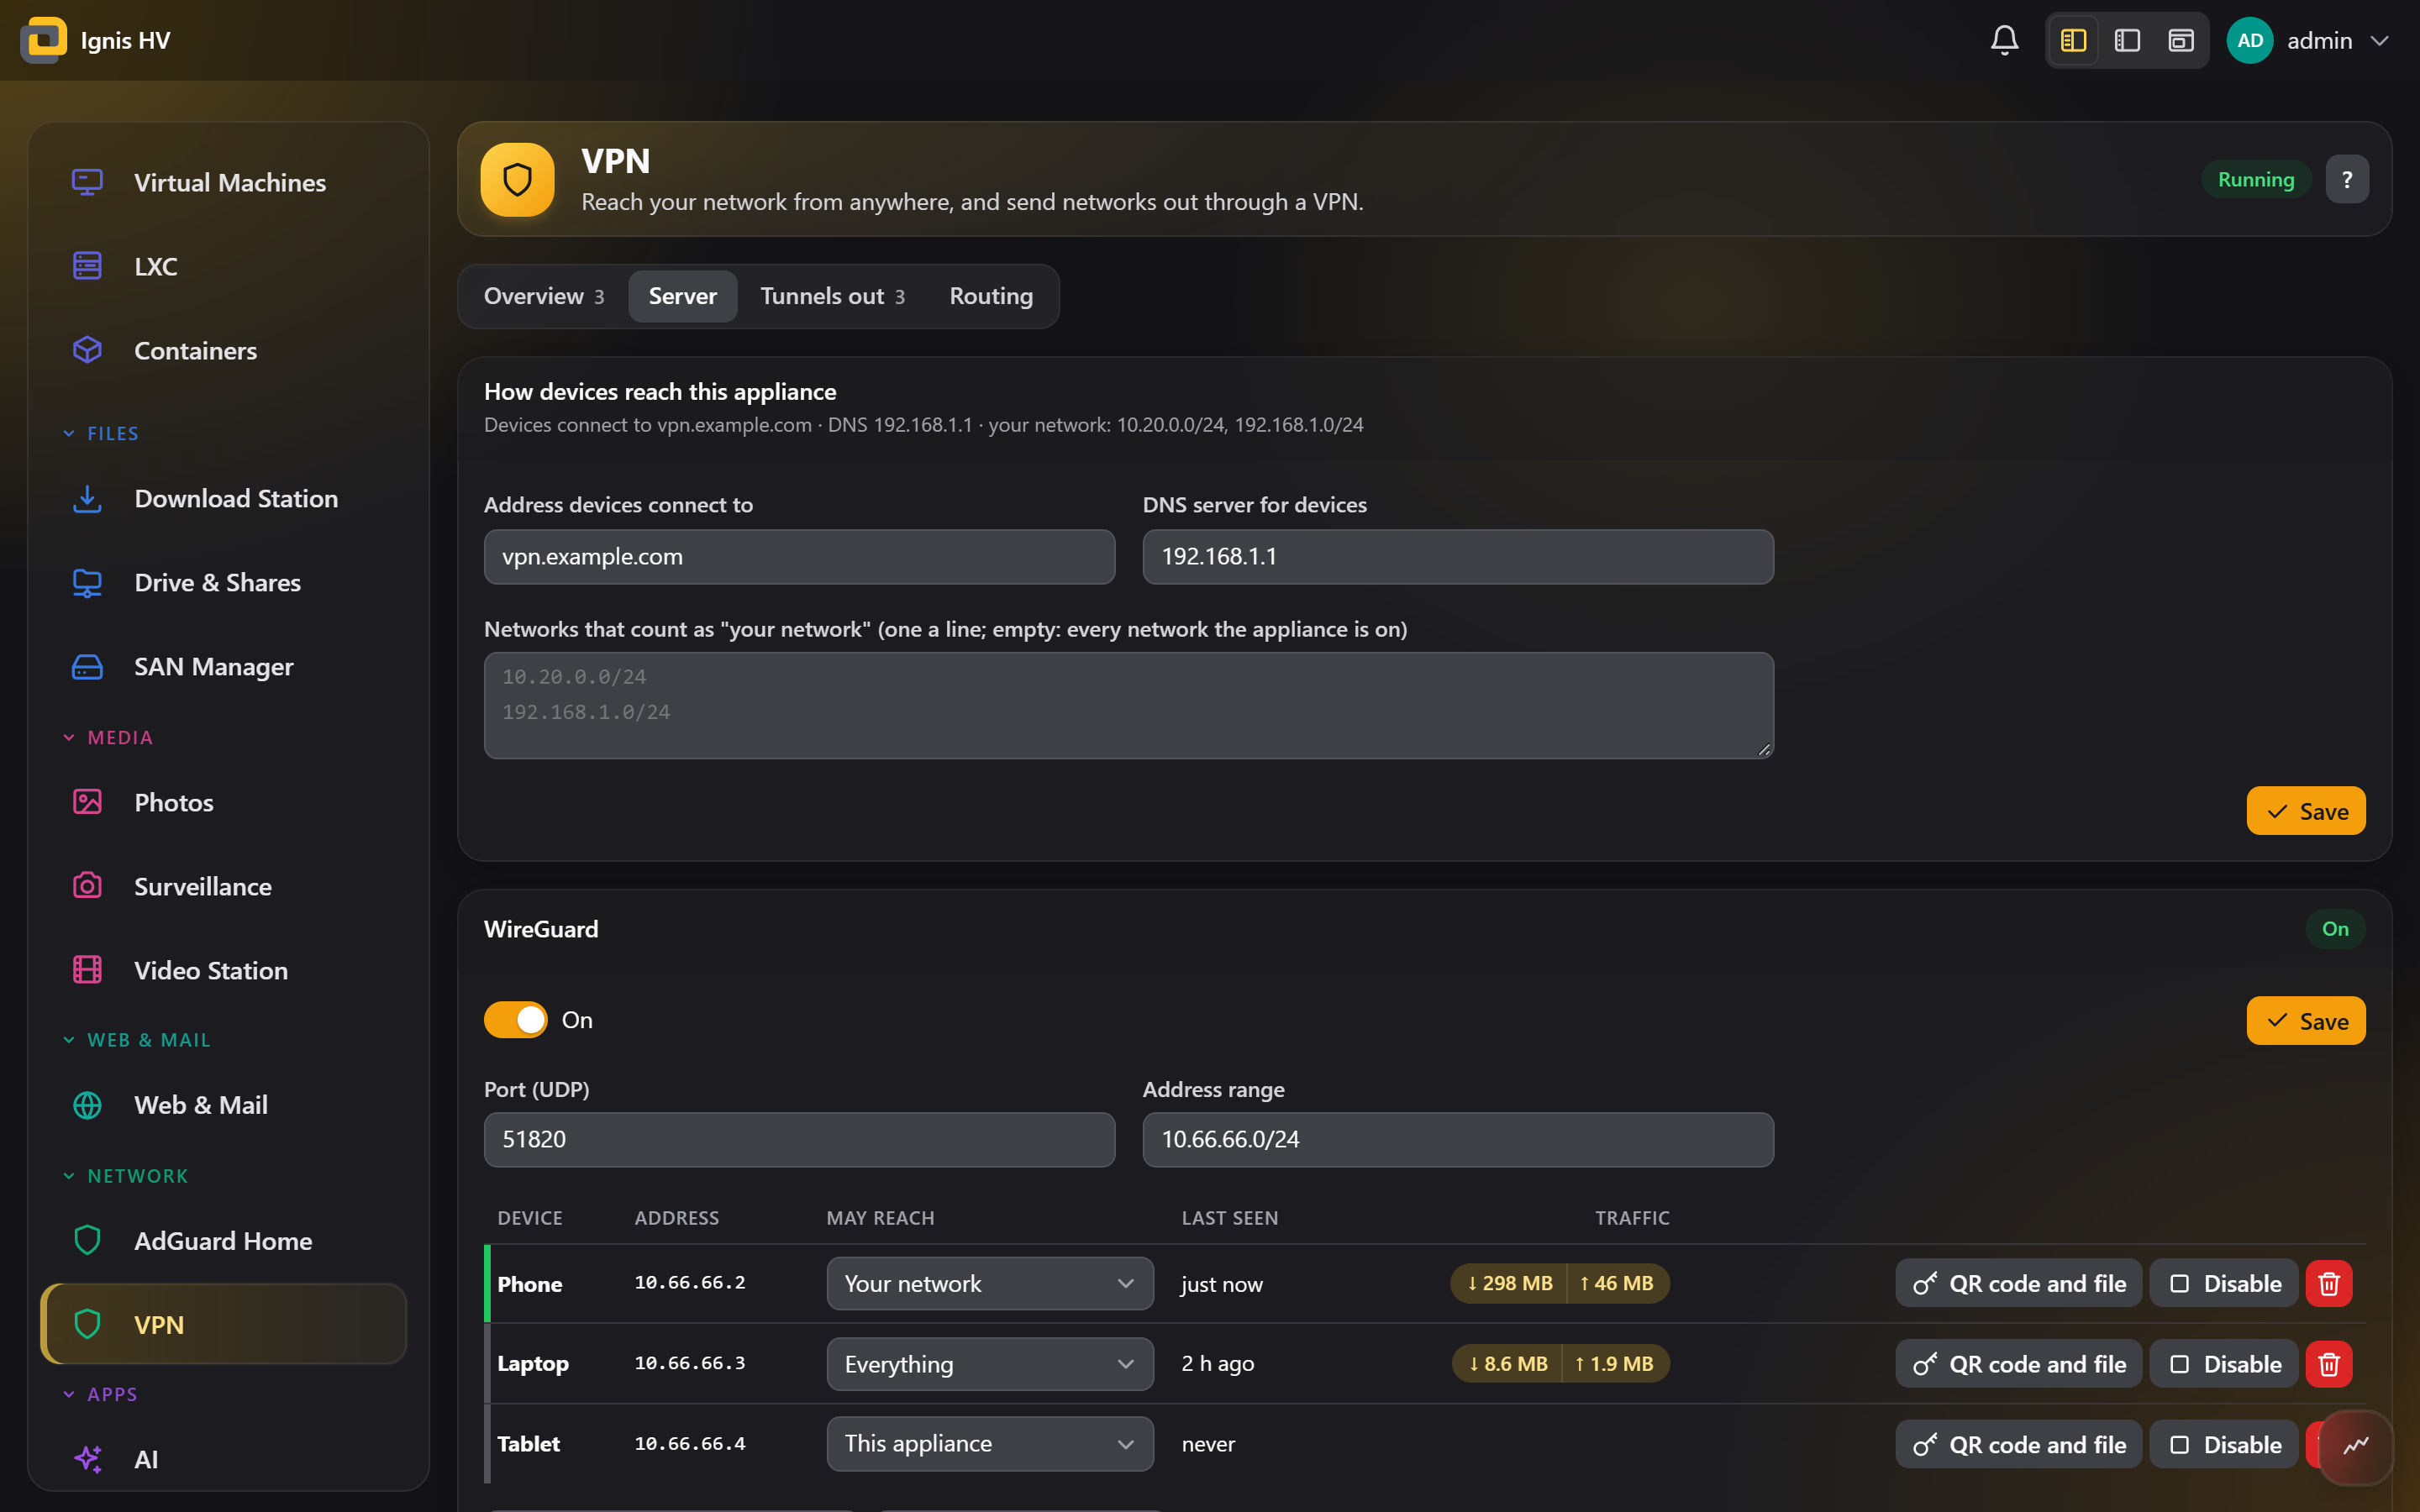 Ignis HV
AD
admin
Virtual Machines
LXC
Containers
FILES
Download Station
Drive & Shares
SAN Manager
MEDIA
Photos
Surveillance
Video Station
WEB & MAIL
Web & Mail
NETWORK
AdGuard Home
VPN
APPS
AI
VPN
Reach your network from anywhere, and send networks out through a VPN.
Running
?
Overview 3
Server
Tunnels out 3
Routing
How devices reach this appliance
Devices connect to vpn.example.com · DNS 192.168.1.1 · your network: 10.20.0.0/24, 192.168.1.0/24
Address devices connect to
DNS server for devices
vpn.example.com
192.168.1.1
Networks that count as "your network" (one a line; empty: every network the appliance is on)
10.20.0.0/24
192.168.1.0/24
Save
WireGuard
On
On
Save
Port (UDP)
Address range
51820
10.66.66.0/24
DEVICE ADDRESS MAY REACH LAST SEEN TRAFFIC
Phone 10.66.66.2 Your network just now ↓ 298 MB ↑ 46 MB QR code and file Disable
Laptop 10.66.66.3 Everything 2 h ago ↓ 8.6 MB ↑ 1.9 MB QR code and file Disable
Tablet 10.66.66.4 This appliance never QR code and file Disable